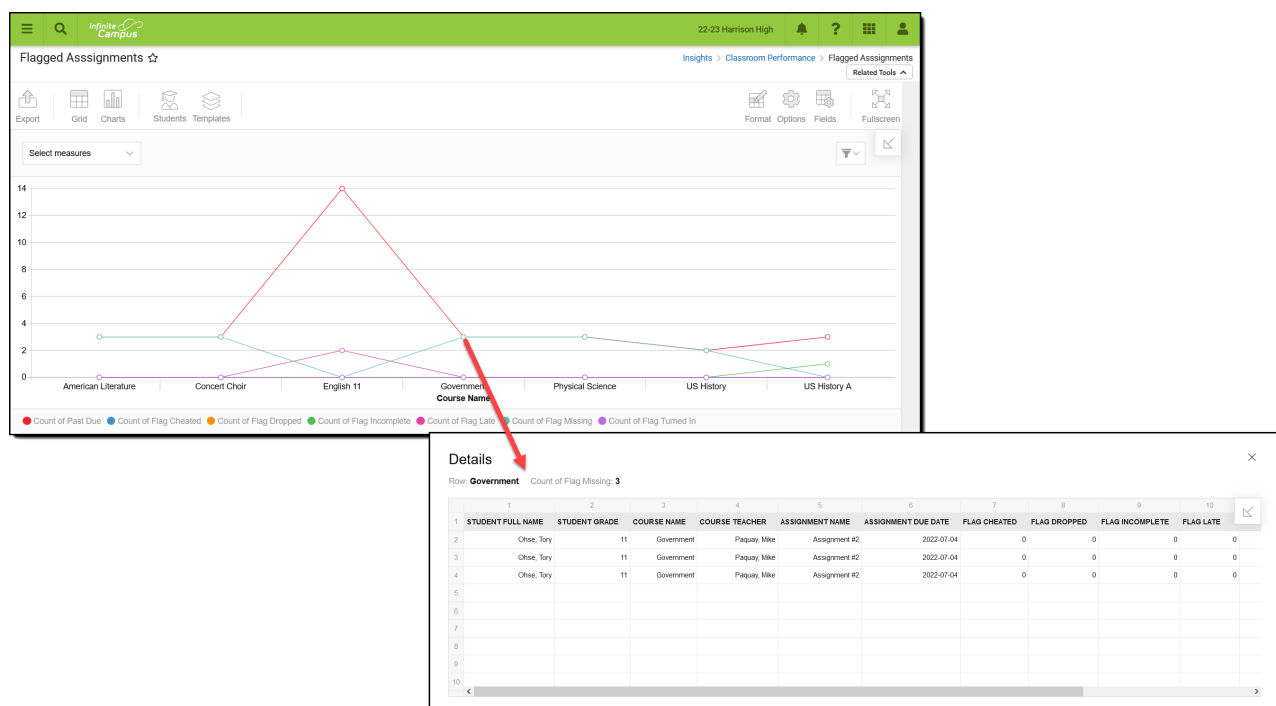 Infinite Campus 22-23 Harrison High ?
Flagged Asssignments Insights > Classroom Performance > Flagged Asssignments
Related Tools
Export Grid Charts Students Templates Format Options Fields Fullscreen
Select measures
14
12
10
8
6
4
2
0
American Literature Concert Choir English 11 Government Physical Science US History US History A
Course Name
Count of Past Due Count of Flag Cheated Count of Flag Dropped Count of Flag Incomplete Count of Flag Late Count of Flag Missing Count of Flag Turned In
Details
Row: Government Count of Flag Missing: 3
1 2 3 4 5 6 7 8 9 10
1 STUDENT FULL NAME STUDENT GRADE COURSE NAME COURSE TEACHER ASSIGNMENT NAME ASSIGNMENT DUE DATE FLAG CHEATED FLAG DROPPED FLAG INCOMPLETE FLAG LATE
2 Ohse, Tory 11 Government Paquay, Mike Assignment #2 2022-07-04 0 0 0 0
3 Ohse, Tory 11 Government Paquay, Mike Assignment #2 2022-07-04 0 0 0 0
4 Ohse, Tory 11 Government Paquay, Mike Assignment #2 2022-07-04 0 0 0 0
5
6
7
8
9
10